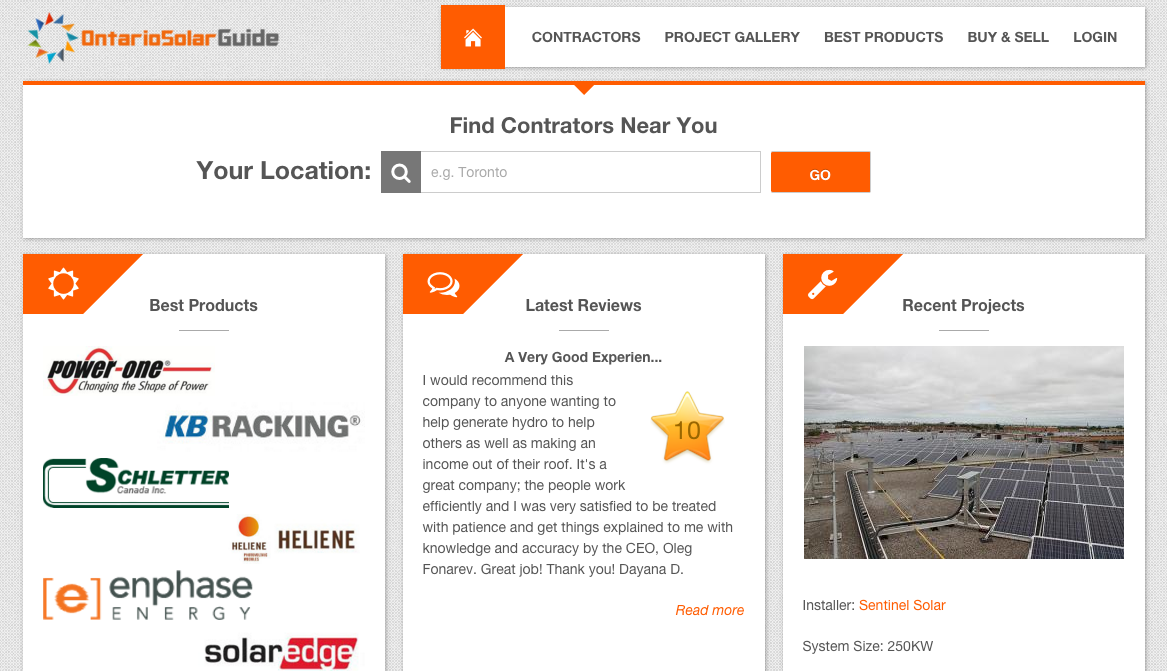 OntarioSolarGuide
CONTRACTORS PROJECT GALLERY BEST PRODUCTS BUY & SELL LOGIN
Find Contrators Near You
Your Location: e.g. Toronto GO
Best Products
power-one®
Changing the Shape of Power
KB RACKING®
SCHLETTER
Canada Inc.
HELIENE HELIENE
[e] enphase
ENERGY
solaredge
Latest Reviews
A Very Good Experien...
I would recommend this
company to anyone wanting to
help generate hydro to help
others as well as making an
income out of their roof. It's a
great company; the people work
efficiently and I was very satisfied to be treated
with patience and get things explained to me with
knowledge and accuracy by the CEO, Oleg
Fonarev. Great job! Thank you! Dayana D.
10
Read more
Recent Projects
Installer: Sentinel Solar
System Size: 250KW